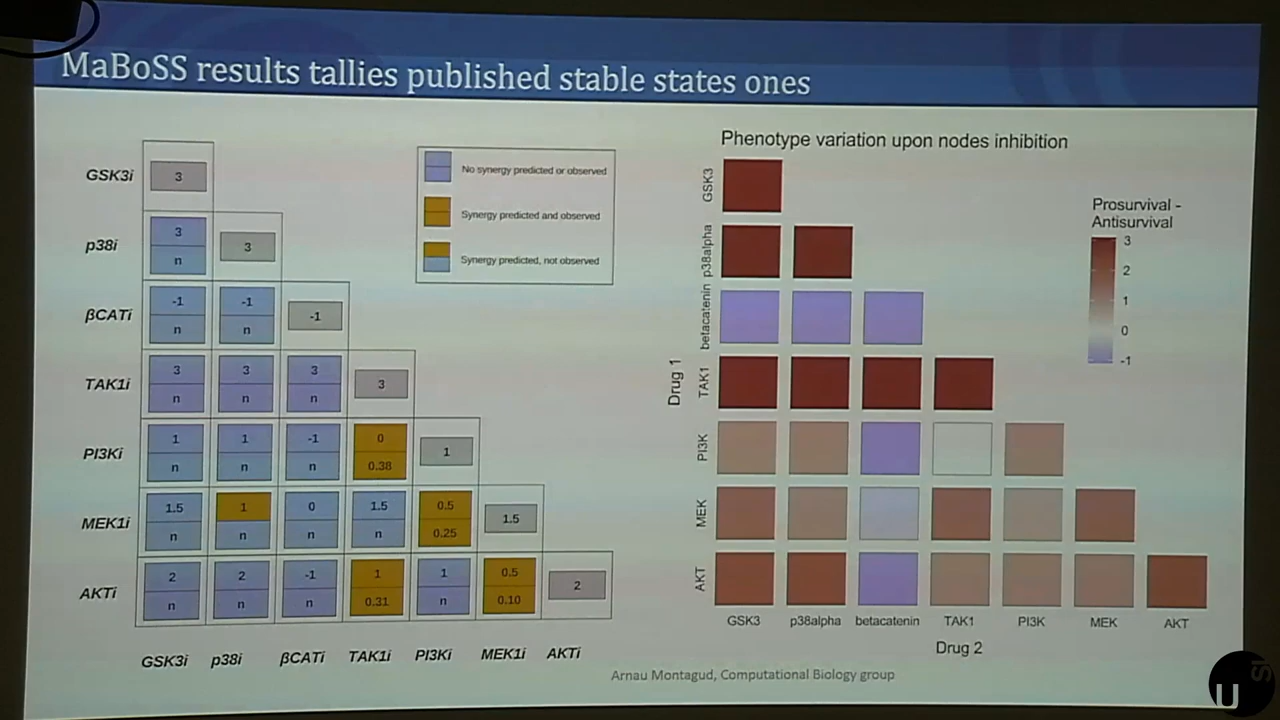 MaBoSS results tallies published stable states ones
GSK3i 3
p38i 3 n 3
βCATi -1 n -1 n -1
TAK1i 3 n 3 n 3 n 3
PI3Ki 1 n 1 n -1 n 0 0.38 1
MEK1i 1.5 n 1 n 0 n 1.5 n 0.5 0.25 1.5
AKTi 2 n 2 n -1 n 1 0.31 1 n 0.5 0.10 2
GSK3i p38i βCATi TAK1i PI3Ki MEK1i AKTi
No synergy predicted or observed
Synergy predicted and observed
Synergy predicted, not observed
Phenotype variation upon nodes inhibition
Drug 1
GSK3
p38alpha
betacatenin
TAK1
PI3K
MEK
AKT
GSK3 p38alpha betacatenin TAK1 PI3K MEK AKT
Drug 2
Prosurvival -
Antisurvival
3
2
1
0
-1
Arnau Montagud, Computational Biology group
U
SI